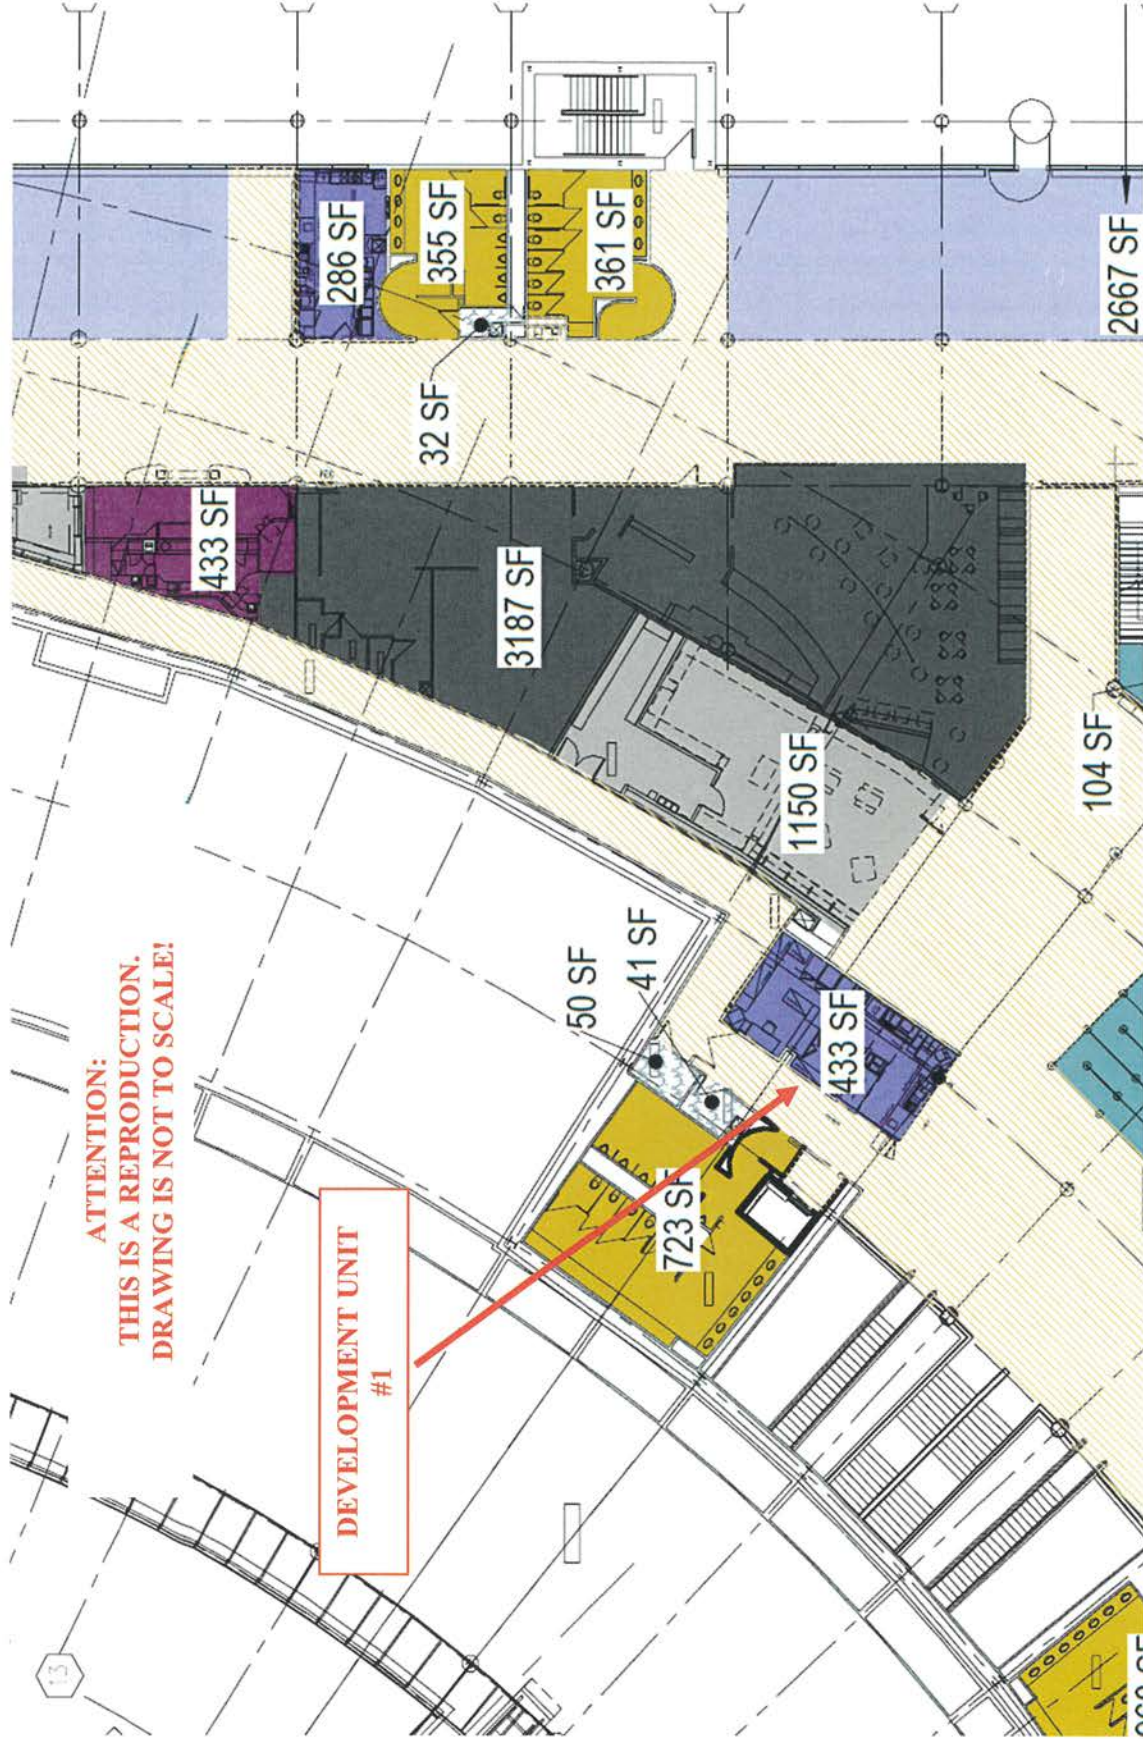 ATTENTION:
THIS IS A REPRODUCTION.
DRAWING IS NOT TO SCALE!
DEVELOPMENT UNIT
#1
13
286 SF
355 SF
361 SF
32 SF
2667 SF
433 SF
3187 SF
1150 SF
104 SF
50 SF
41 SF
433 SF
723 SF